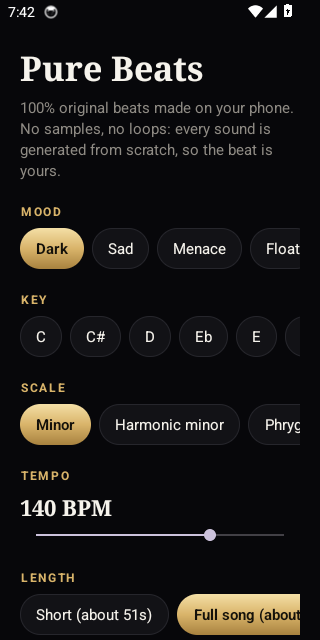 7:42
Pure Beats
100% original beats made on your phone.
No samples, no loops: every sound is
generated from scratch, so the beat is
yours.
MOOD
Dark Sad Menace Float
KEY
C C# D Eb E
SCALE
Minor Harmonic minor Phryg
TEMPO
140 BPM
LENGTH
Short (about 51s) Full song (about